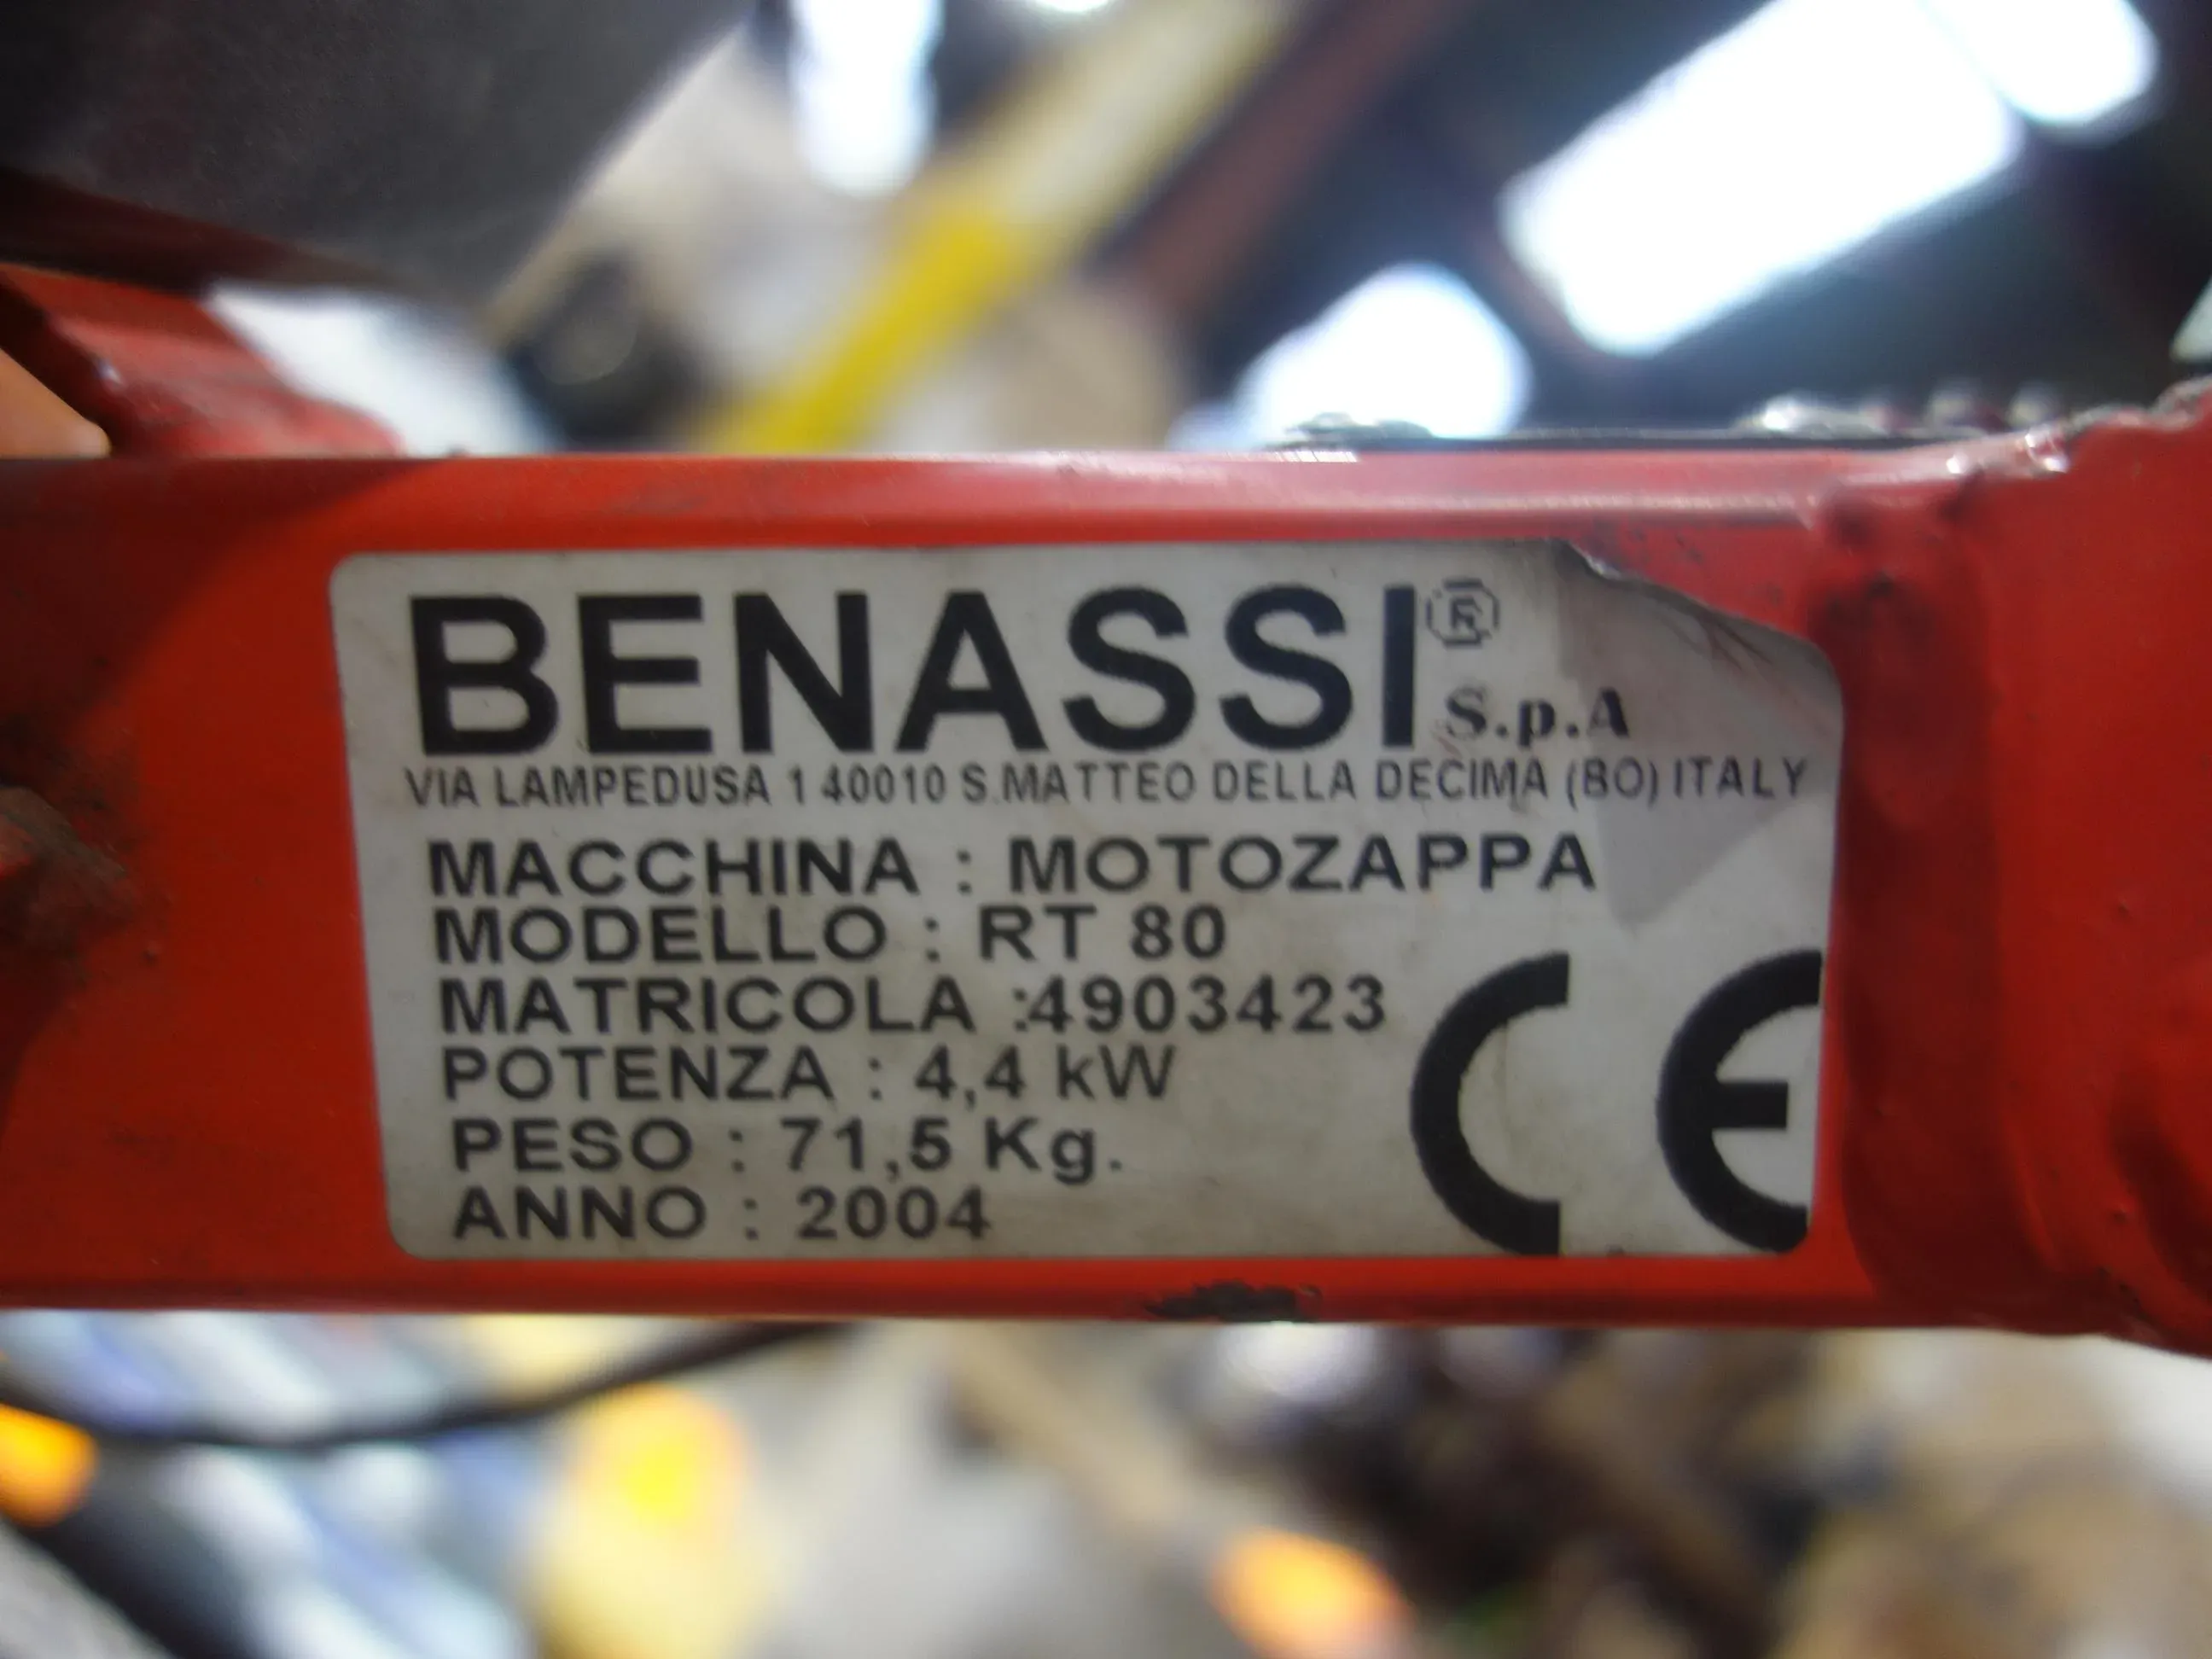 BENASSI® S.p.A
VIA LAMPEDUSA 1 40010 S.MATTEO DELLA DECIMA (BO) ITALY
MACCHINA : MOTOZAPPA
MODELLO : RT 80
MATRICOLA :4903423
POTENZA : 4,4 kW
PESO : 71,5 Kg.
ANNO : 2004
CE